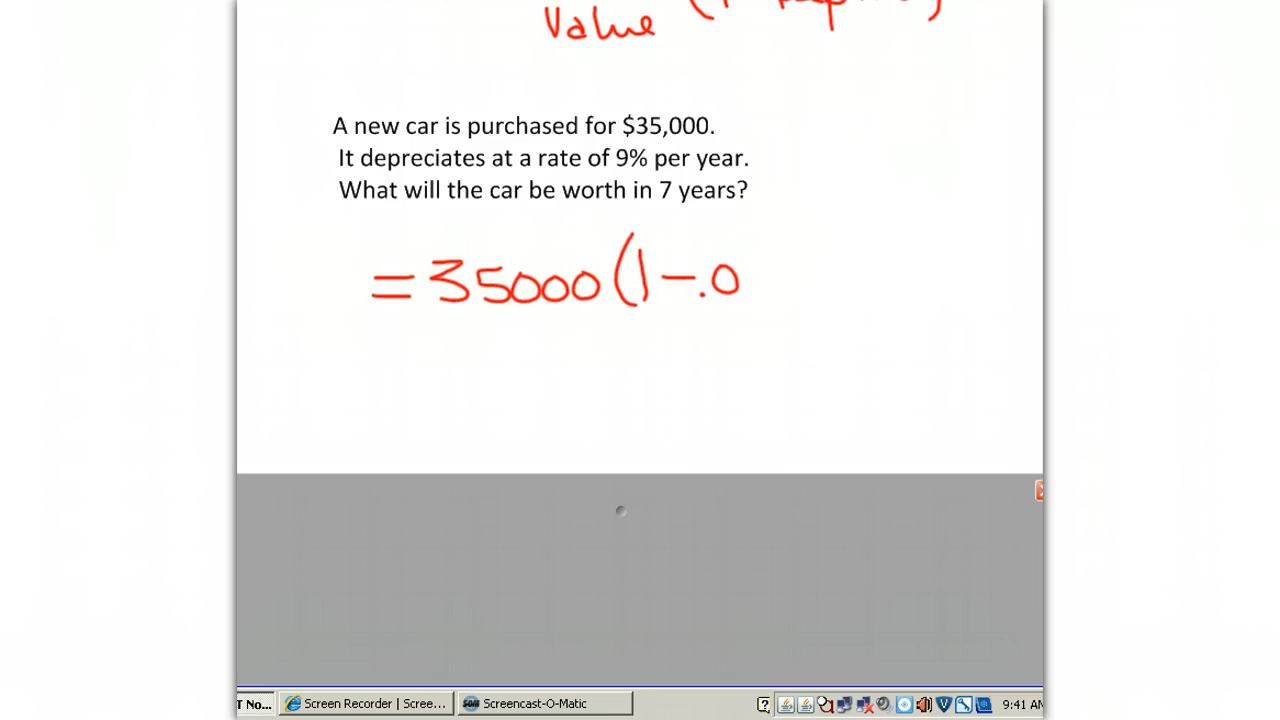 Value
A new car is purchased for $35,000.
It depreciates at a rate of 9% per year.
What will the car be worth in 7 years?
=35000(1-.0
T No... Screen Recorder | Scree... Screencast-O-Matic 9:41 AM